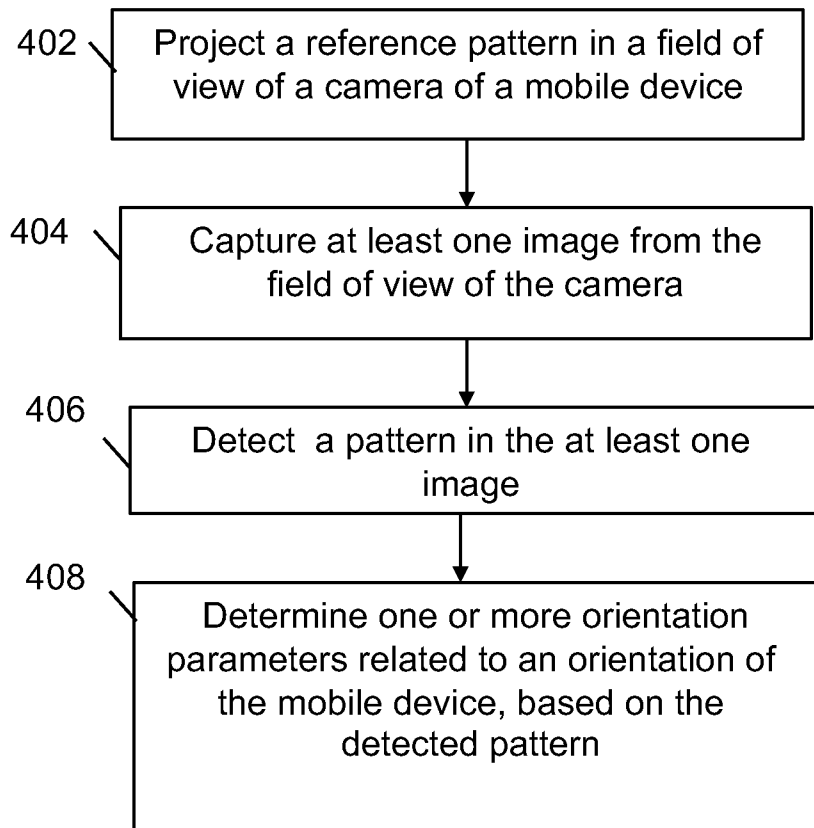 402
Project a reference pattern in a field of
view of a camera of a mobile device
404
Capture at least one image from the
field of view of the camera
406
Detect a pattern in the at least one
image
408
Determine one or more orientation
parameters related to an orientation of
the mobile device, based on the
detected pattern